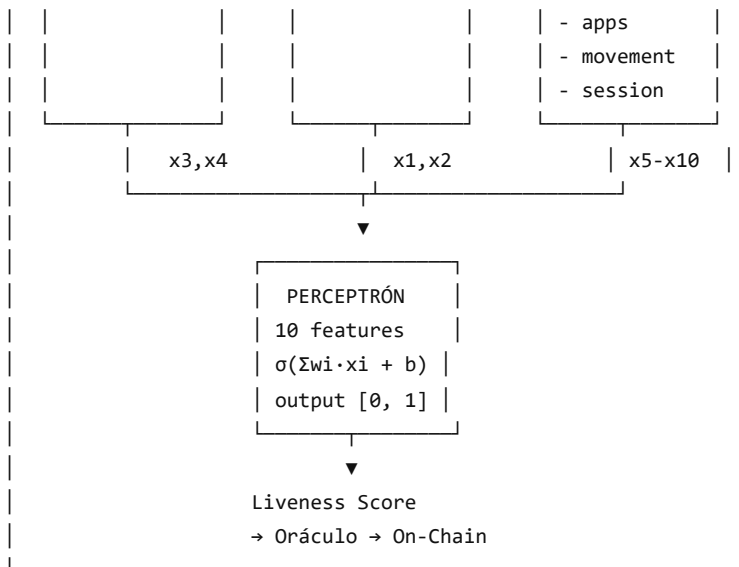 - apps
- movement
- session
x3,x4 x1,x2 x5-x10
PERCEPTRÓN
10 features
σ(Σwi·xi + b)
output [0, 1]
Liveness Score
→ Oráculo → On-Chain